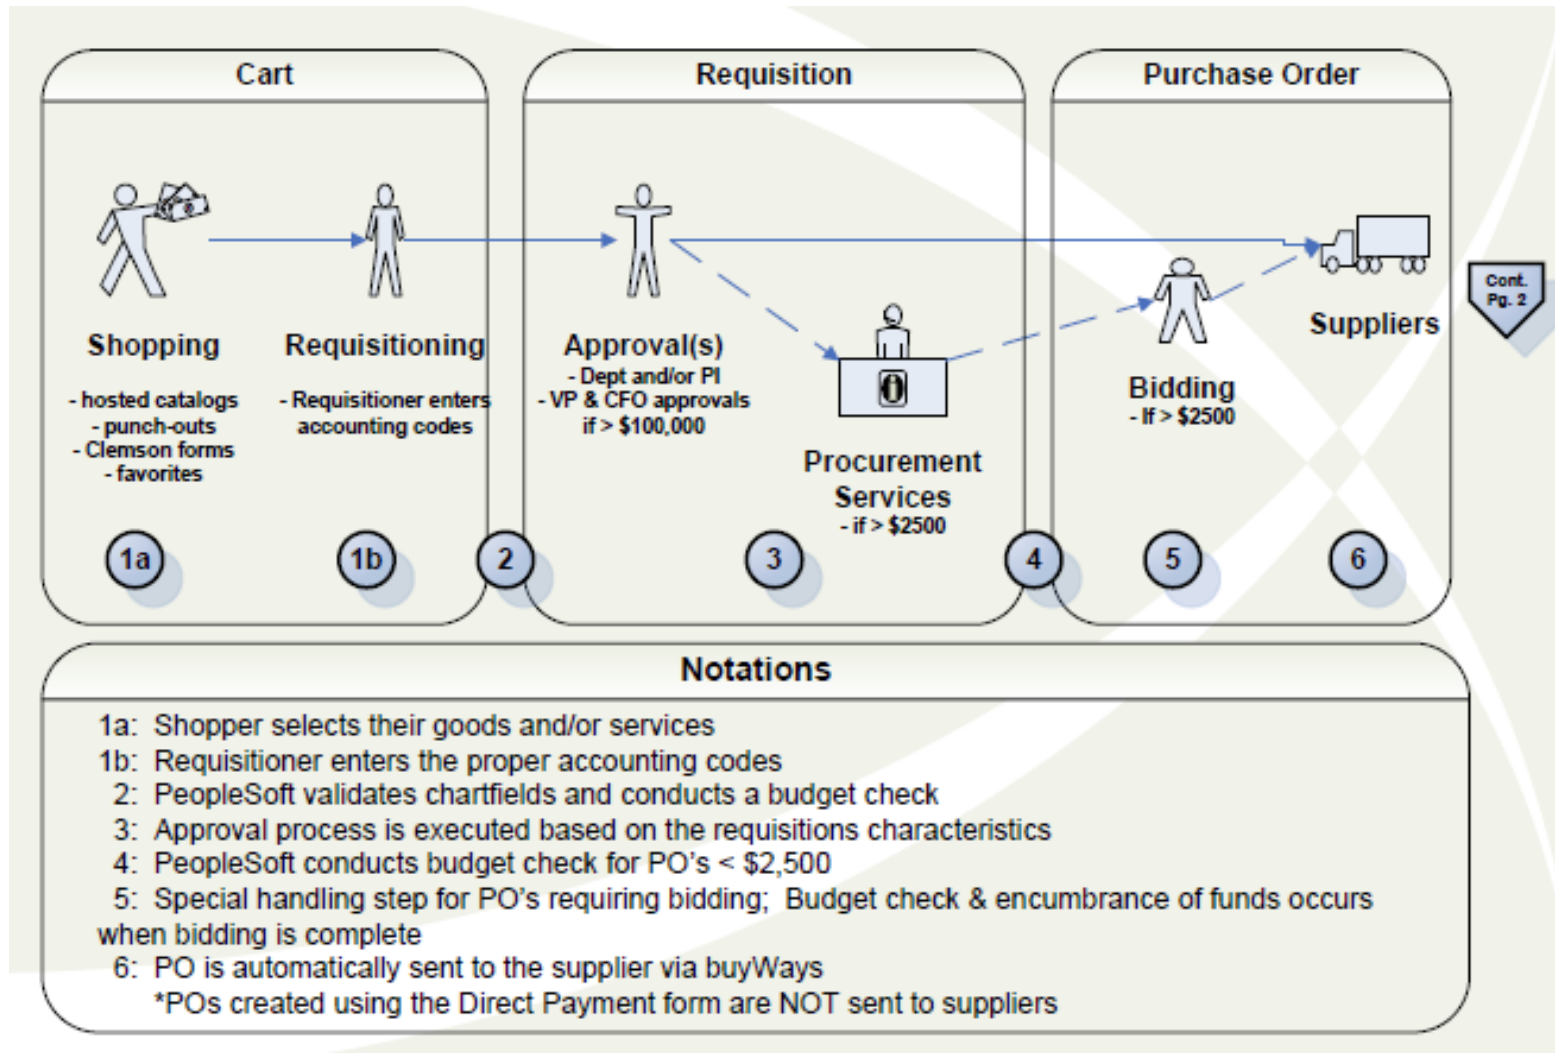 Cart
Requisition
Purchase Order
Cont.
Pg. 2
Shopping
- hosted catalogs
- punch-outs
- Clemson forms
- favorites
Requisitioning
- Requisitioner enters
accounting codes
Approval(s)
- Dept and/or PI
- VP & CFO approvals
if > $100,000
Procurement
Services
- if > $2500
Bidding
- If > $2500
Suppliers
1a
1b
2
3
4
5
6
Notations
1a: Shopper selects their goods and/or services
1b: Requisitioner enters the proper accounting codes
2: PeopleSoft validates chartfields and conducts a budget check
3: Approval process is executed based on the requisitions characteristics
4: PeopleSoft conducts budget check for PO's < $2,500
5: Special handling step for PO's requiring bidding; Budget check & encumbrance of funds occurs
when bidding is complete
6: PO is automatically sent to the supplier via buyWays
*POs created using the Direct Payment form are NOT sent to suppliers